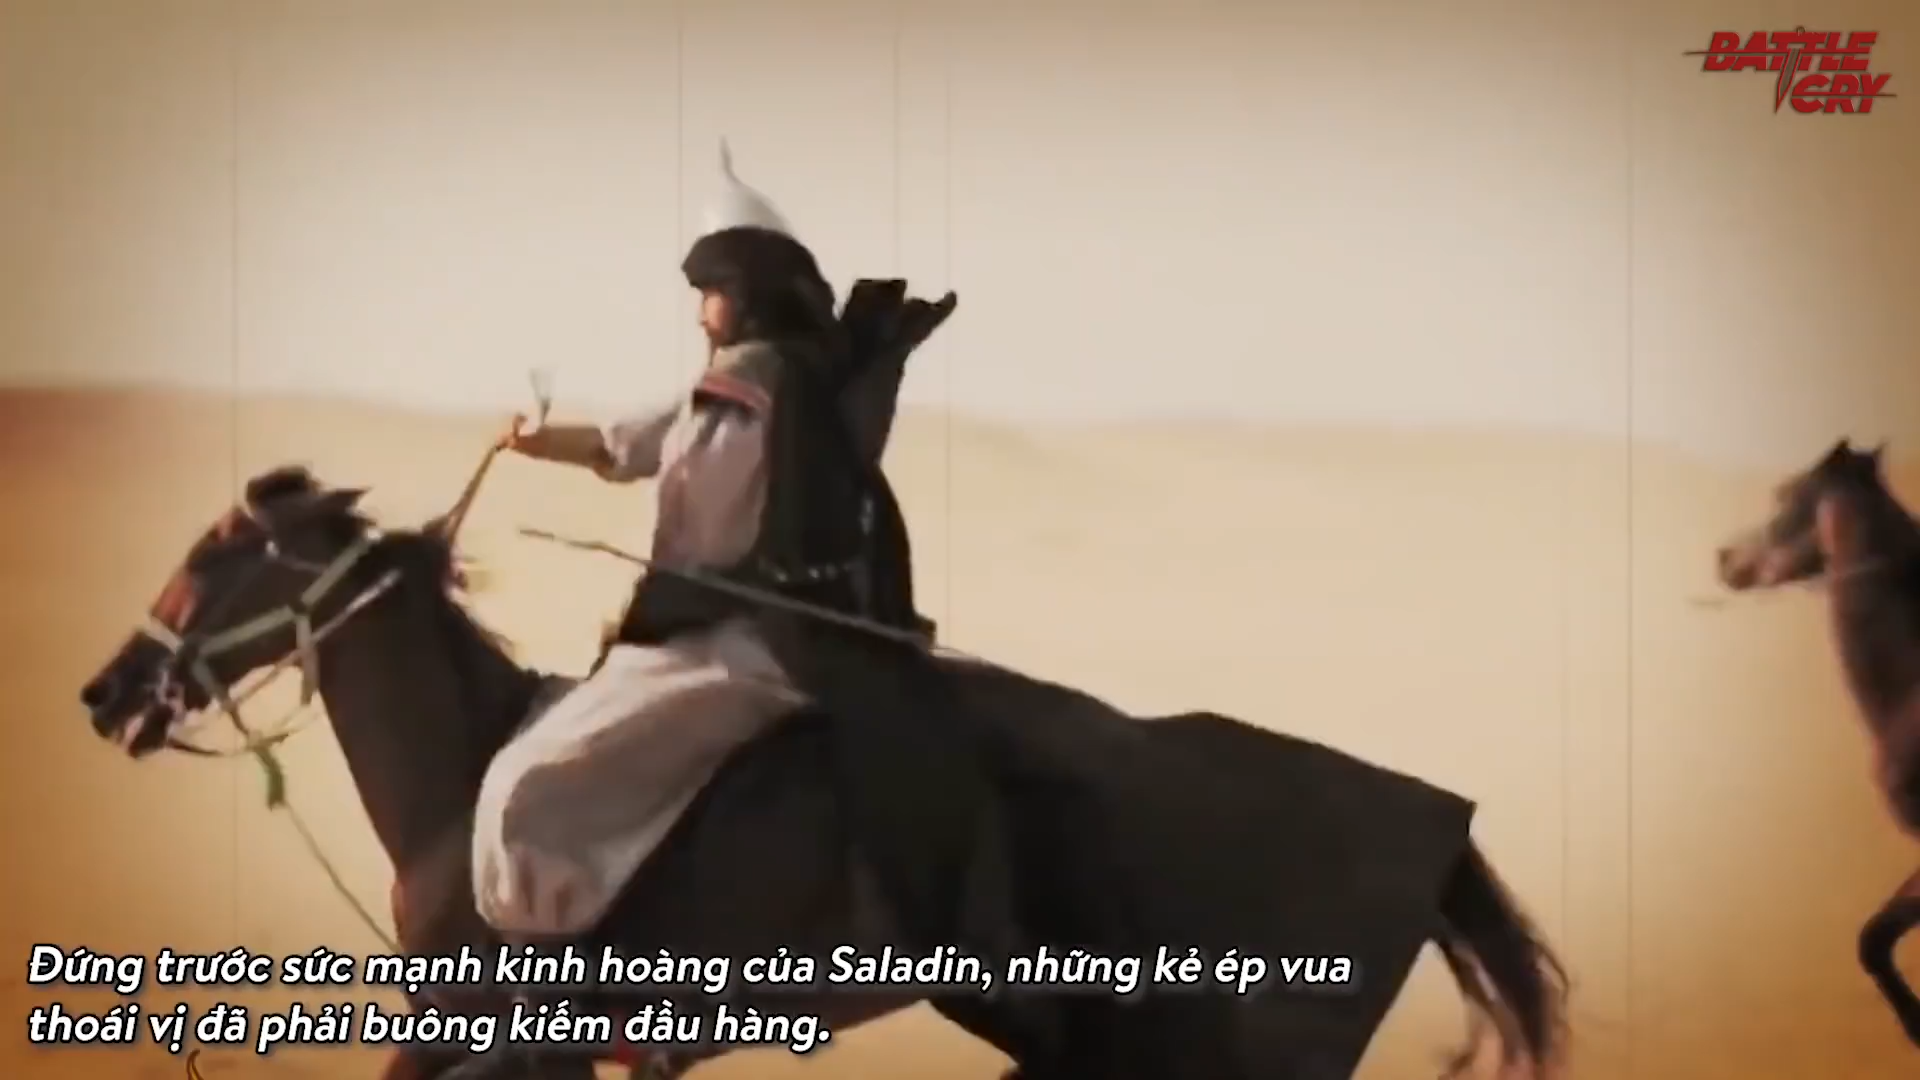 BATTLE
CRY
Đứng trước sức mạnh kinh hoàng của Saladin, những kẻ ép vua
thoái vị đã phải buông kiếm đầu hàng.